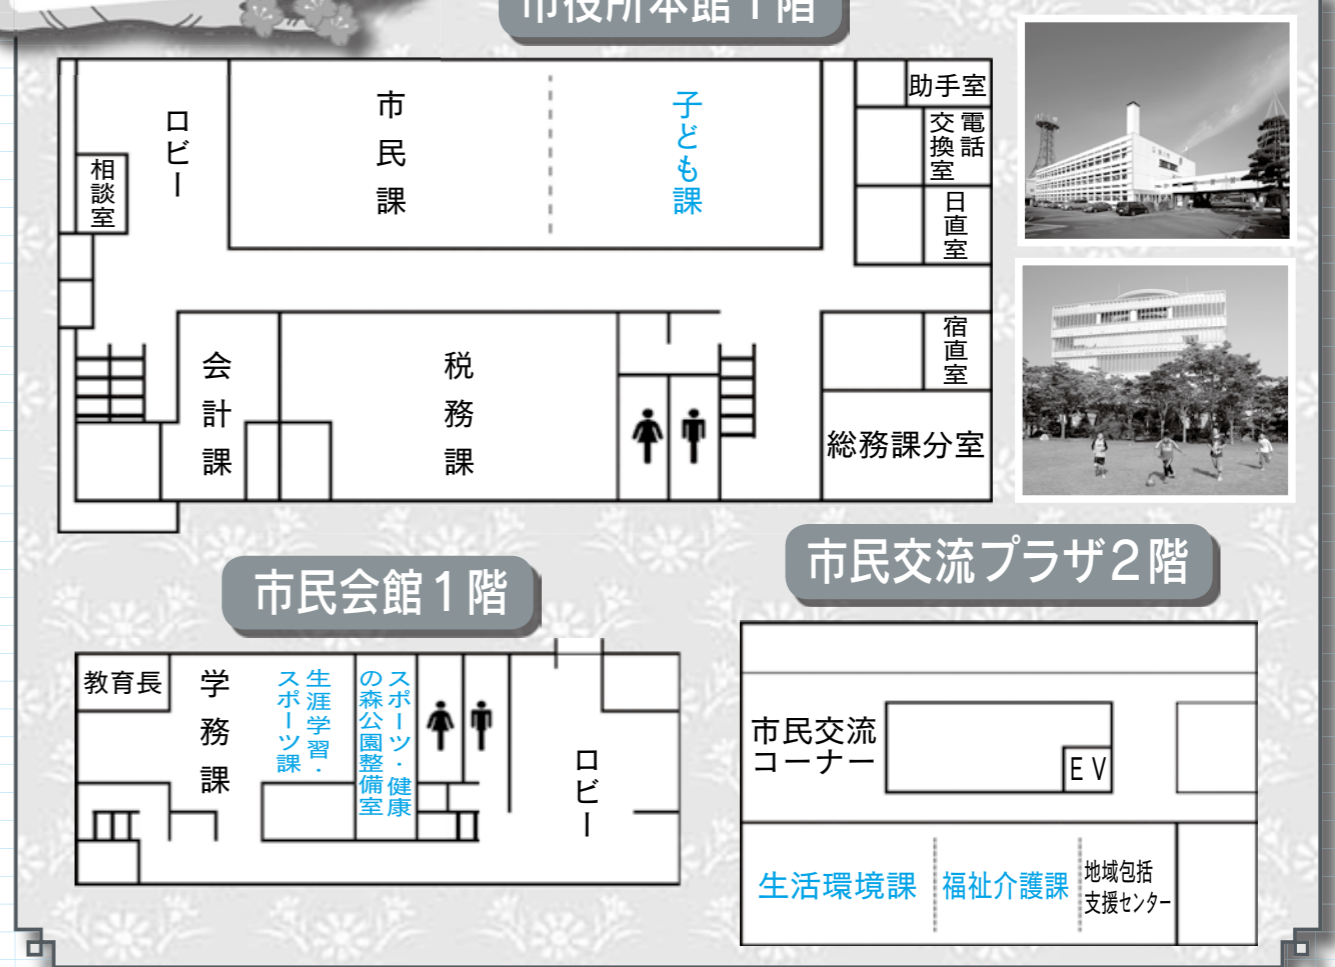 市役所本館1階
ロビー
相談室
市民課
子ども課
助手室
電話
交換室
日直室
宿直室
総務課分室
会計課
税務課
市民会館1階
教育長
学務課
生涯学習・
スポーツ課
スポーツ・健康
の森公園整備室
ロビー
市民交流プラザ2階
市民交流
コーナー
EV
生活環境課
福祉介護課
地域包括
支援センター